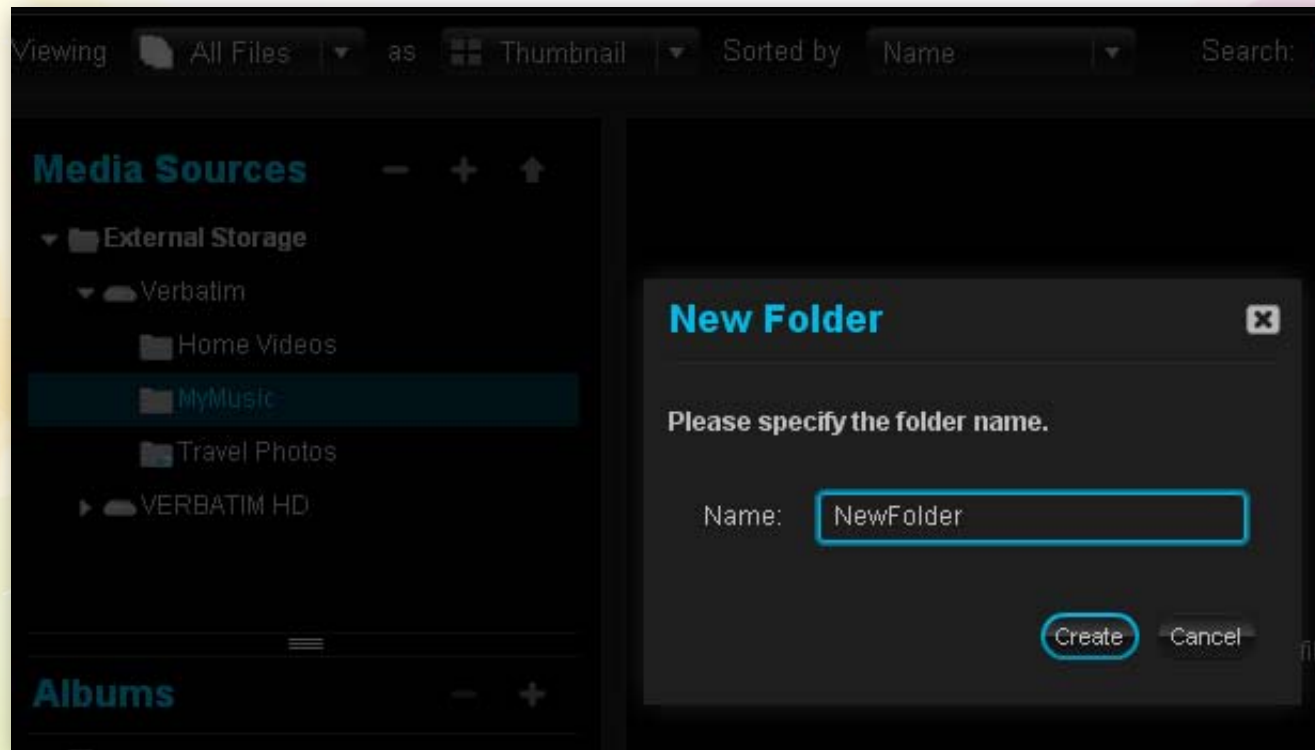 Viewing All Files as Thumbnail Sorted by Name Search:
Media Sources
External Storage
Verbatim
Home Videos
MyMusic
Travel Photos
VERBATIM HD
Albums
New Folder
Please specify the folder name.
Name: NewFolder
Create Cancel